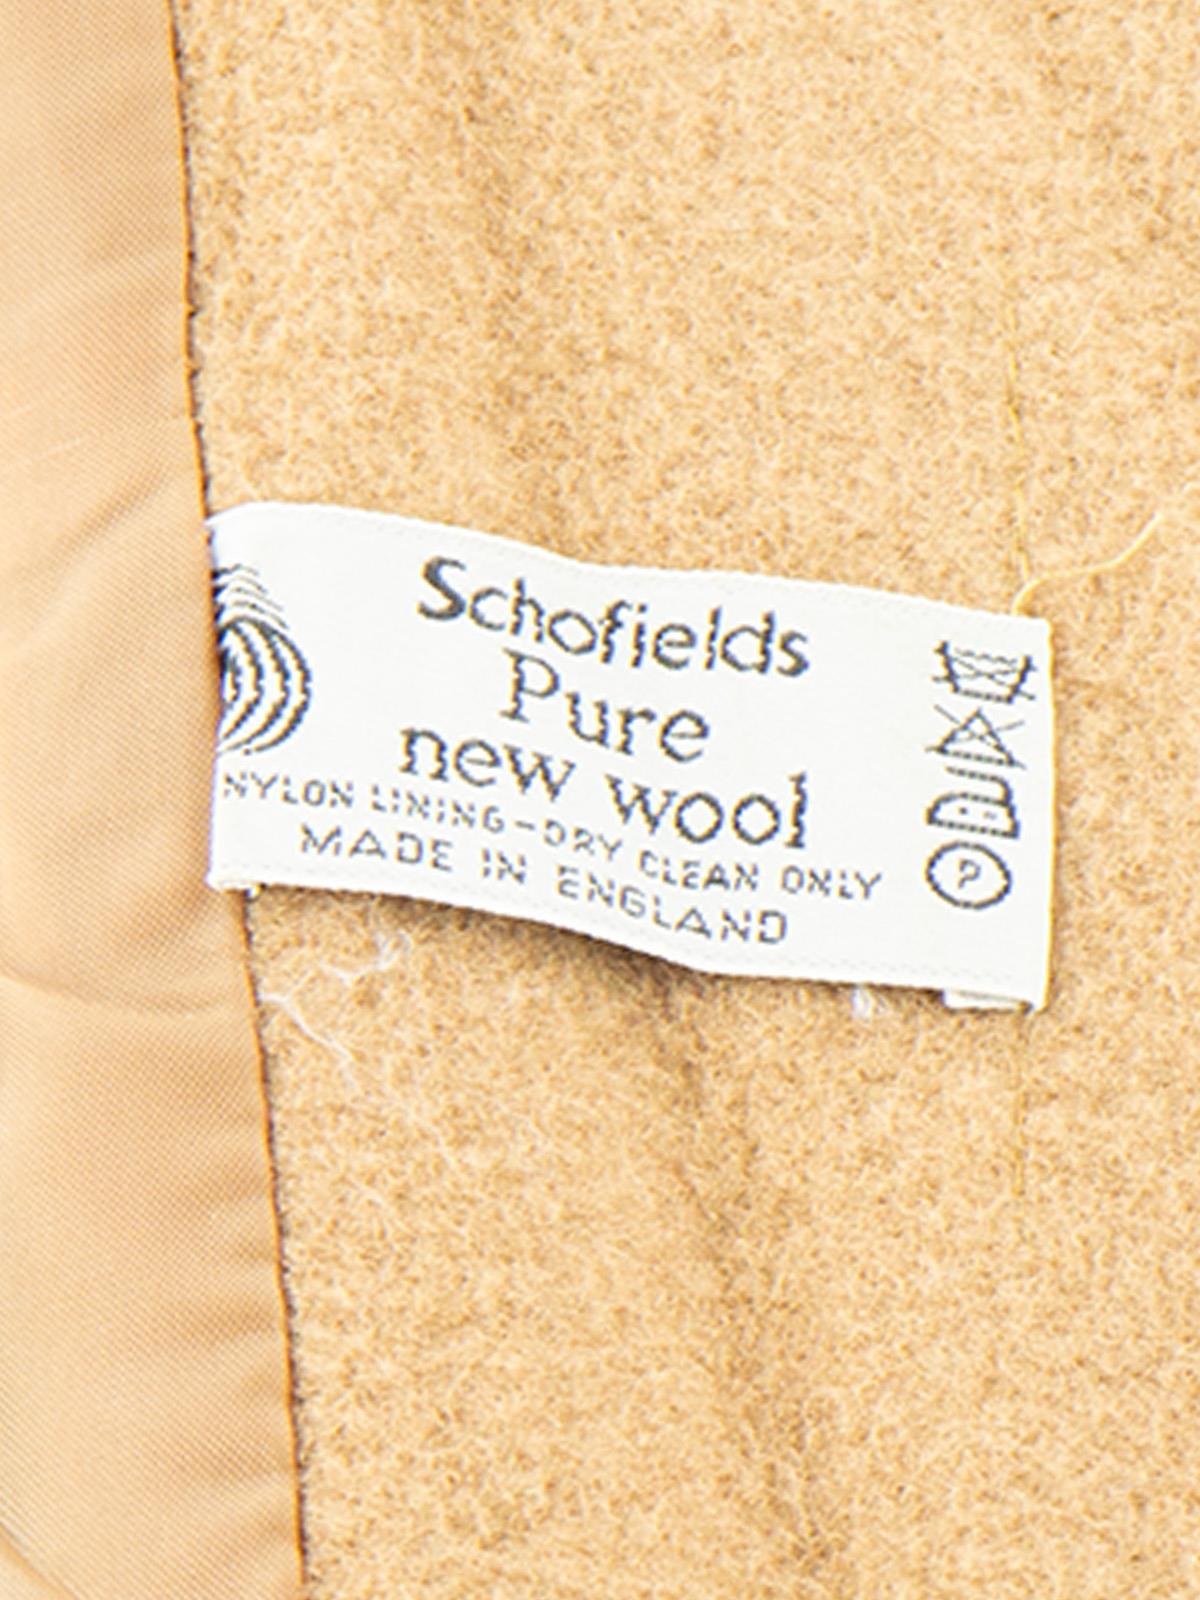 Schofields
Pure
new wool
NYLON LINING-DRY CLEAN ONLY
MADE IN ENGLAND
P